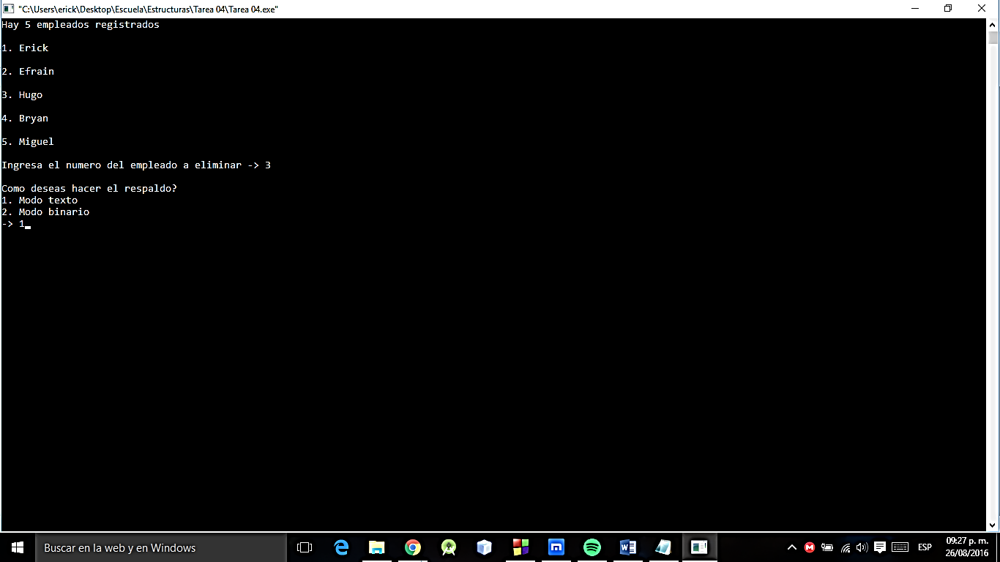 "C:\Users\erick\Desktop\Escuela\Estructuras\Tarea 04\Tarea 04.exe"
Hay 5 empleados registrados
1. Erick
2. Efrain
3. Hugo
4. Bryan
5. Miguel
Ingresa el numero del empleado a eliminar -> 3
Como deseas hacer el respaldo?
1. Modo texto
2. Modo binario
-> 1
Buscar en la web y en Windows
ESP
09:27 p. m.
26/08/2016